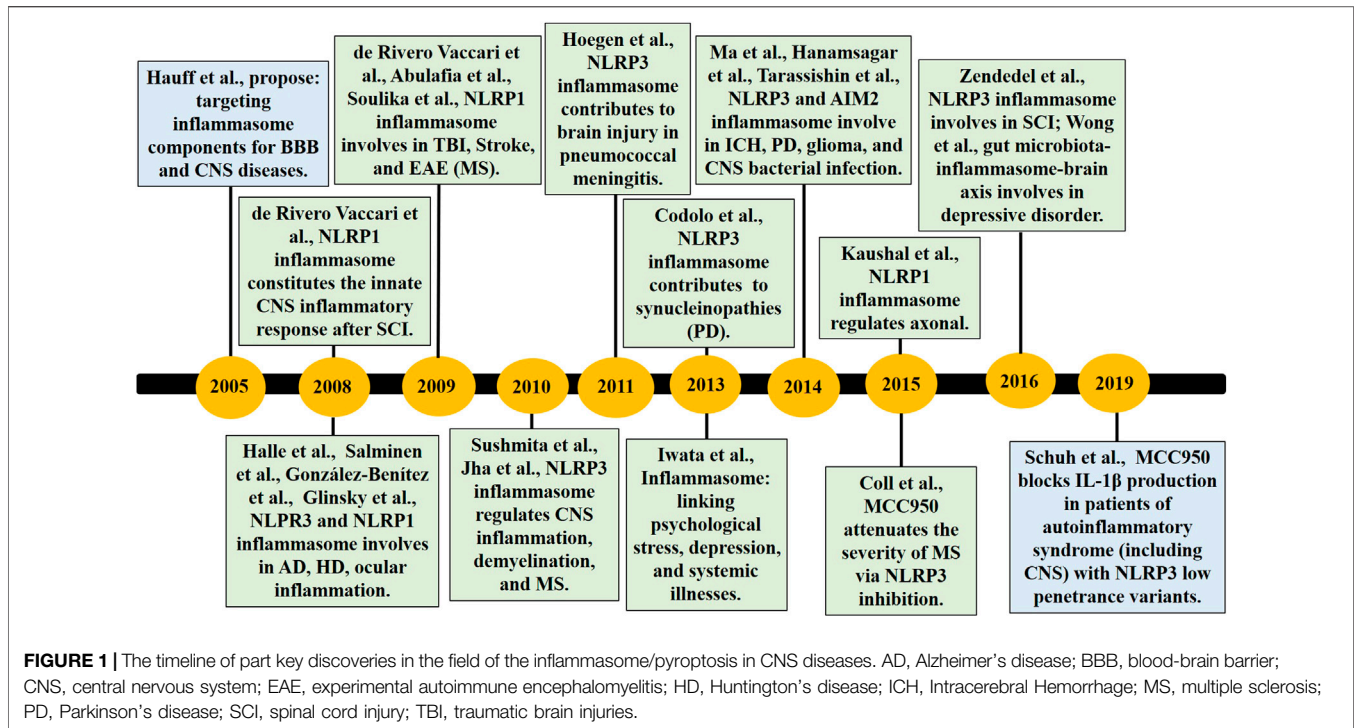 Hauff et al., propose:
targeting
inflammasome
components for BBB
and CNS diseases.
de Rivero Vaccari et
al., NLRP1
inflammasome
constitutes the innate
CNS inflammatory
response after SCI.
de Rivero Vaccari
et al., Abulafia et al.,
Soulika et al., NLRP1
inflammasome
involves in TBI, Stroke,
and EAE (MS).
Hoegen et al.,
NLRP3
inflammasome
contributes to
brain injury in
pneumococcal
meningitis.
Codolo et al.,
NLRP3
inflammasome
contributes to
synucleinopathies
(PD).
Ma et al., Hanamsagar
et al., Tarassishin et al.,
NLRP3 and AIM2
inflammasome involve
in ICH, PD, glioma, and
CNS bacterial infection.
Kaushal et al.,
NLRP1
inflammasome
regulates axonal.
Zendedel et al.,
NLRP3 inflammasome
involves in SCI; Wong
et al., gut microbiota-
inflammasome-brain
axis involves in
depressive disorder.
2005
2008
2009
2010
2011
2013
2014
2015
2016
2019
Halle et al., Salminen
et al., González-Benítez
et al., Glinsky et al.,
NLPR3 and NLRP1
inflammasome involves
in AD, HD, ocular
inflammation.
Sushmita et al.,
Jha et al., NLRP3
inflammasome
regulates CNS
inflammation,
demyelination,
and MS.
Iwata et al.,
Inflammasome:
linking
psychological
stress, depression,
and systemic
illnesses.
Coll et al.,
MCC950
attenuates the
severity of MS
via NLRP3
inhibition.
Schuh et al., MCC950
blocks IL-1β production
in patients of
autoinflammatory
syndrome (including
CNS) with NLRP3 low
penetrance variants.
FIGURE 1 | The timeline of part key discoveries in the field of the inflammasome/pyroptosis in CNS diseases. AD, Alzheimer's disease; BBB, blood-brain barrier;
CNS, central nervous system; EAE, experimental autoimmune encephalomyelitis; HD, Huntington's disease; ICH, Intracerebral Hemorrhage; MS, multiple sclerosis;
PD, Parkinson's disease; SCI, spinal cord injury; TBI, traumatic brain injuries.